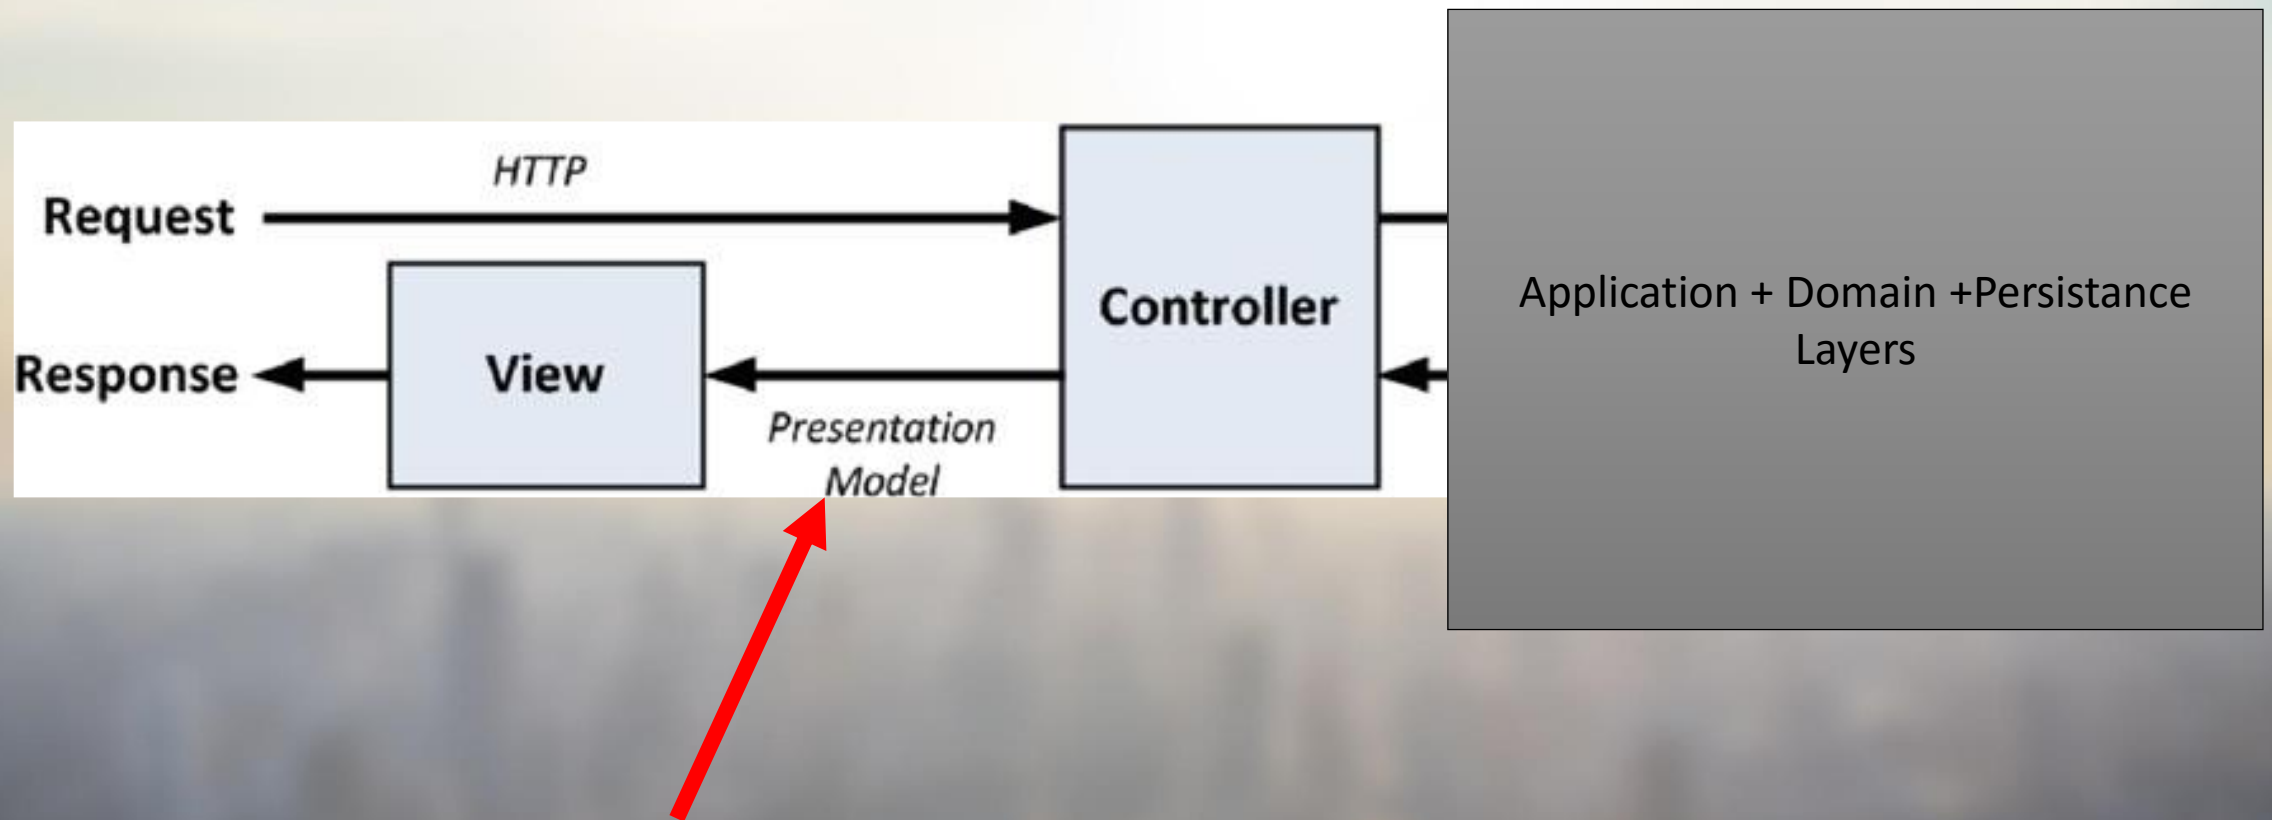 HTTP
Request
Controller
Application + Domain +Persistance
Layers
Response
View
Presentation
Model